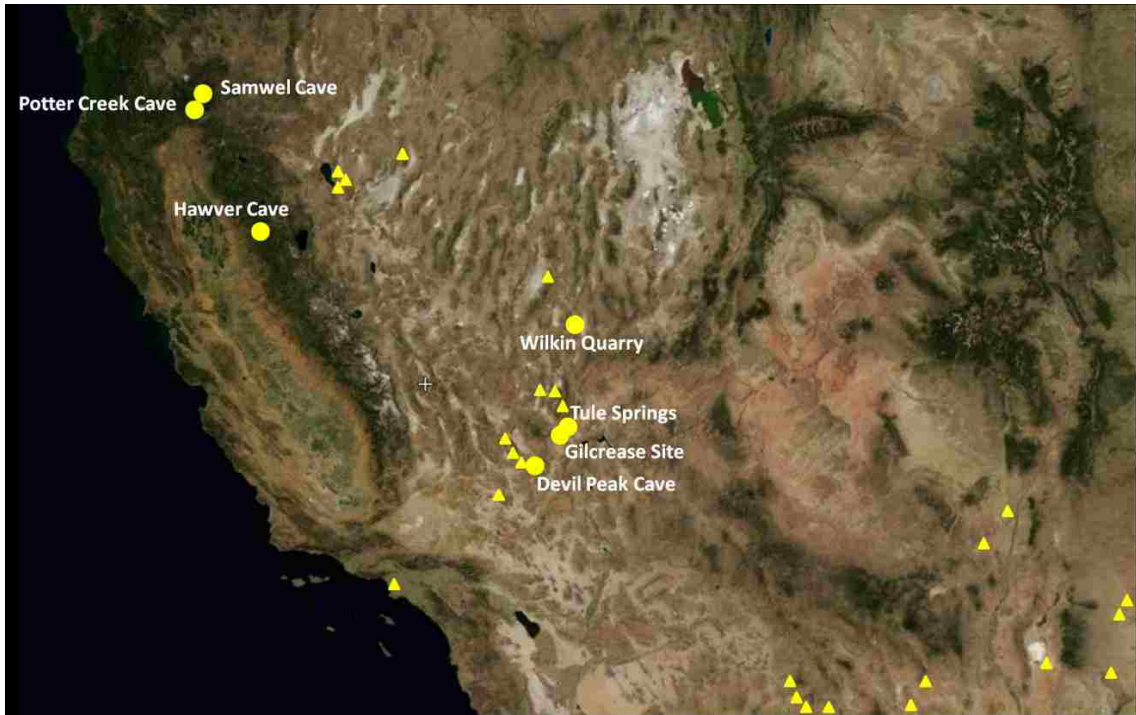 Samwel Cave
Potter Creek Cave
Hawver Cave
Wilkin Quarry
Tule Springs
Gilcrease Site
Devil Peak Cave